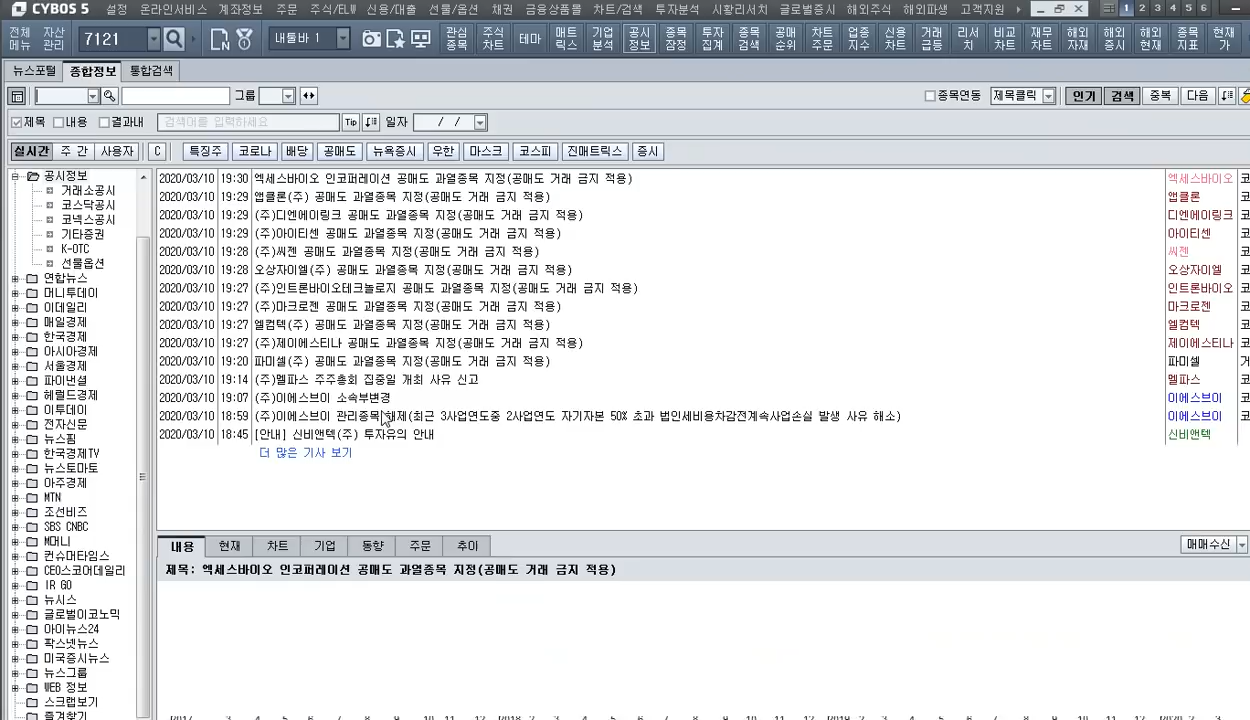 CYBOS 5 설정 온라인서비스 계좌정보 주문 주식/ELW 신용/대출 선물/옵션 채권 금융상품몰 차트/검색 투자분석 시황리서치 글로벌증시 해외주식 해외파생 고객지원 1 2 3 4 5 6
전체메뉴 자산관리 7121 내툴바 1 관심종목 주식차트 테마 매트릭스 기업분석 공시정보 종목잠정 투자집계 종목검색 공매순위 차트주문 업종지수 신용차트 거래급등 리서치 비교차트 재무차트 해외자재 해외증시 해외현재 종목지표 현재가
뉴스포털 종합정보 통합검색
그룹 종목연동 제목클릭 인기 검색 중복 다음
제목 내용 결과내 검색어를 입력하세요 Tip 일자 / /
실시간 주 간 사용자 C 특징주 코로나 배당 공매도 뉴욕증시 우한 마스크 코스피 진매트릭스 증시
공시정보
거래소공시
코스닥공시
코넥스공시
기타증권
K-OTC
선물옵션
연합뉴스
머니투데이
이데일리
매일경제
한국경제
아시아경제
서울경제
파이낸셜
헤럴드경제
이투데이
전자신문
뉴스핌
한국경제TV
뉴스토마토
아주경제
MTN
조선비즈
SBS CNBC
M머니
컨슈머타임스
CEO스코어데일리
IR GO
뉴시스
글로벌이코노믹
아이뉴스24
팍스넷뉴스
미국증시뉴스
뉴스그룹
WEB 정보
스크랩보기
즐겨찾기
2020/03/10 19:30 엑세스바이오 인코퍼레이션 공매도 과열종목 지정(공매도 거래 금지 적용) 엑세스바이오 코
2020/03/10 19:29 앱클론(주) 공매도 과열종목 지정(공매도 거래 금지 적용) 앱클론 코
2020/03/10 19:29 (주)디엔에이링크 공매도 과열종목 지정(공매도 거래 금지 적용) 디엔에이링크 코
2020/03/10 19:29 (주)아이티센 공매도 과열종목 지정(공매도 거래 금지 적용) 아이티센 코
2020/03/10 19:28 (주)씨젠 공매도 과열종목 지정(공매도 거래 금지 적용) 씨젠 코
2020/03/10 19:28 오상자이엘(주) 공매도 과열종목 지정(공매도 거래 금지 적용) 오상자이엘 코
2020/03/10 19:27 (주)인트론바이오테크놀로지 공매도 과열종목 지정(공매도 거래 금지 적용) 인트론바이오 코
2020/03/10 19:27 (주)마크로젠 공매도 과열종목 지정(공매도 거래 금지 적용) 마크로젠 코
2020/03/10 19:27 엘컴텍(주) 공매도 과열종목 지정(공매도 거래 금지 적용) 엘컴텍 코
2020/03/10 19:27 (주)제이에스티나 공매도 과열종목 지정(공매도 거래 금지 적용) 제이에스티나 코
2020/03/10 19:20 파미셀(주) 공매도 과열종목 지정(공매도 거래 금지 적용) 파미셀 거
2020/03/10 19:14 (주)멜파스 주주총회 집중일 개최 사유 신고 멜파스 코
2020/03/10 19:07 (주)이에스브이 소속부변경 이에스브이 코
2020/03/10 18:59 (주)이에스브이 관리종목 해제(최근 3사업연도중 2사업연도 자기자본 50% 초과 법인세비용차감전계속사업손실 발생 사유 해소) 이에스브이 코
2020/03/10 18:45 [안내] 신비앤텍(주) 투자유의 안내 신비앤텍 코
더 많은 기사 보기
내용 현재 차트 기업 동향 주문 추이 매매수신
제목: 엑세스바이오 인코퍼레이션 공매도 과열종목 지정(공매도 거래 금지 적용)